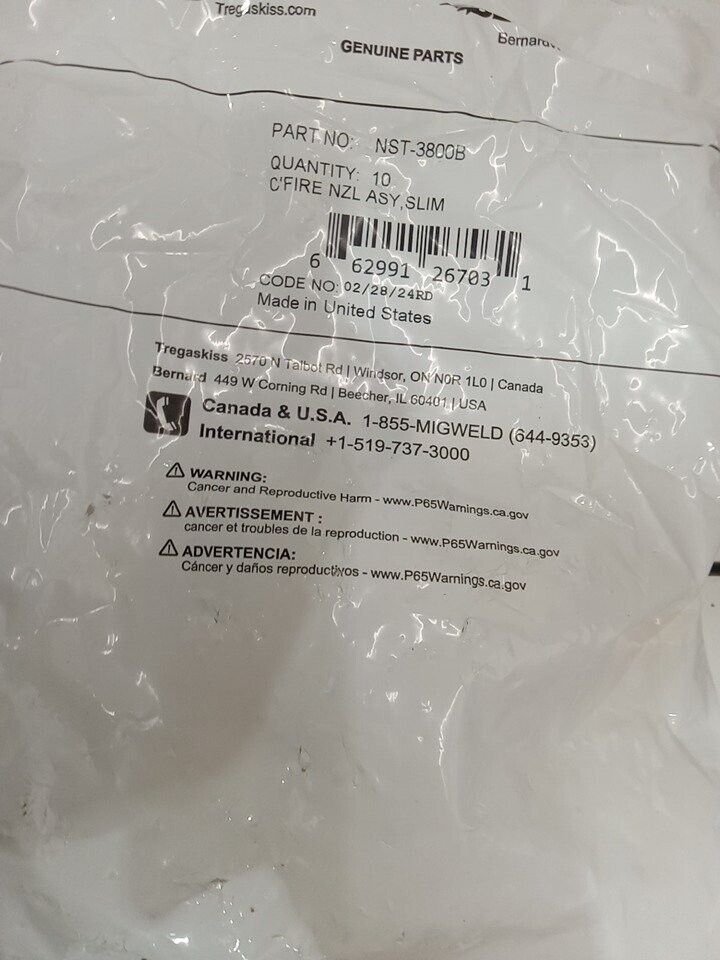 Tregaskiss.com
GENUINE PARTS
PART NO: NST-3800B
QUANTITY: 10
C'FIRE NZL ASY,SLIM
6 62991 26703 1
CODE NO: 02/28/24RD
Made in United States
Tregaskiss 2570 N Talbot Rd | Windsor, ON N0R 1L0 | Canada
Bernard 449 W Corning Rd | Beecher, IL 60401 | USA
Canada & U.S.A. 1-855-MIGWELD (644-9353)
International +1-519-737-3000
WARNING:
Cancer and Reproductive Harm - www.P65Warnings.ca.gov
AVERTISSEMENT :
cancer et troubles de la reproduction - www.P65Warnings.ca.gov
ADVERTENCIA:
Cáncer y daños reproductivos - www.P65Warnings.ca.gov